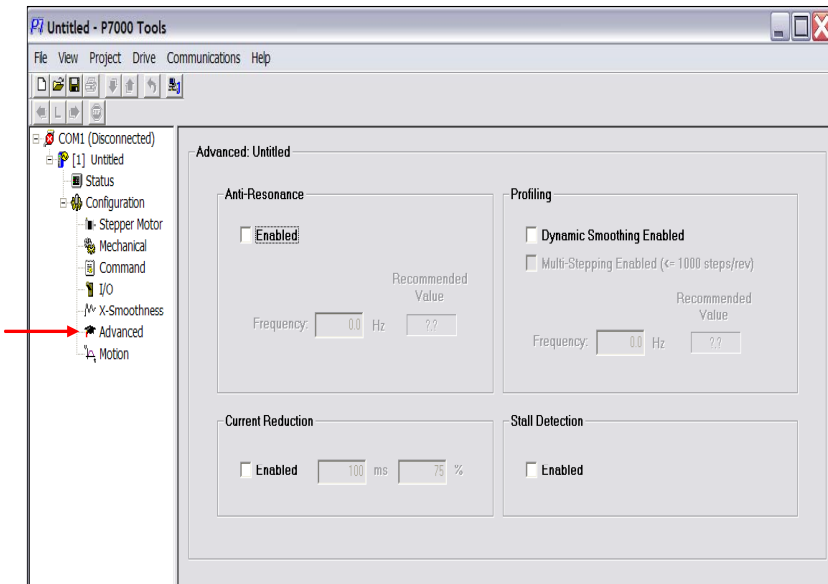 P7 Untitled - P7000 Tools
File View Project Drive Communications Help
L
COM1 (Disconnected)
[1] Untitled
Status
Configuration
Stepper Motor
Mechanical
Command
I/O
X-Smoothness
Advanced
Motion
Advanced: Untitled
Anti-Resonance
Enabled
Recommended
Value
Frequency: 0.0 Hz ?.?
Profiling
Dynamic Smoothing Enabled
Multi-Stepping Enabled (<= 1000 steps/rev)
Recommended
Value
Frequency: 0.0 Hz ?.?
Current Reduction
Enabled 100 ms 75 %
Stall Detection
Enabled